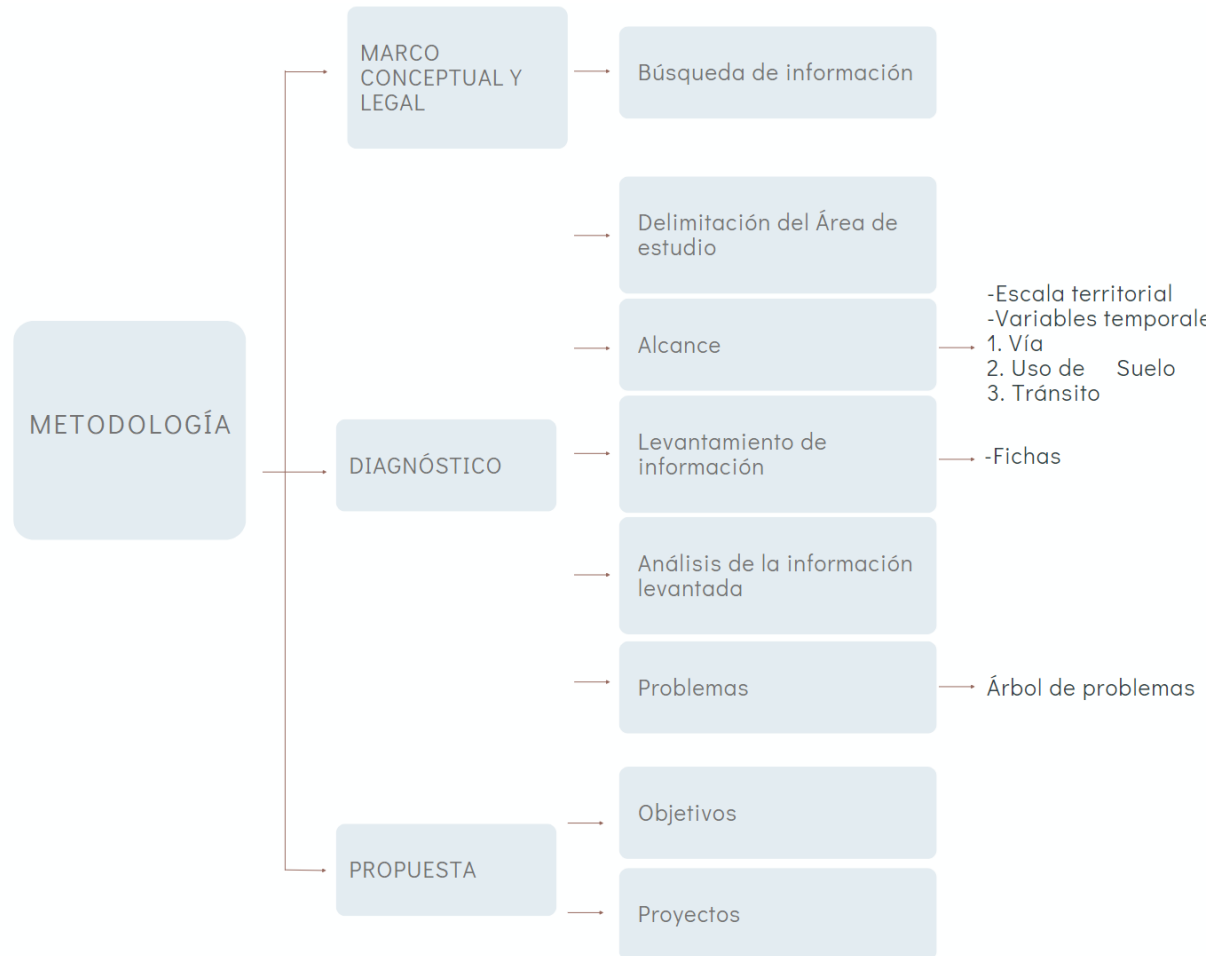 MARCO
CONCEPTUAL Y
LEGAL
Búsqueda de información
METODOLOGÍA
DIAGNÓSTICO
Delimitación del Área de
estudio
Alcance
-Escala territorial
-Variables temporale
1. Vía
2. Uso de Suelo
3. Tránsito
Levantamiento de
información
-Fichas
Análisis de la información
levantada
Problemas
Árbol de problemas
PROPUESTA
Objetivos
Proyectos